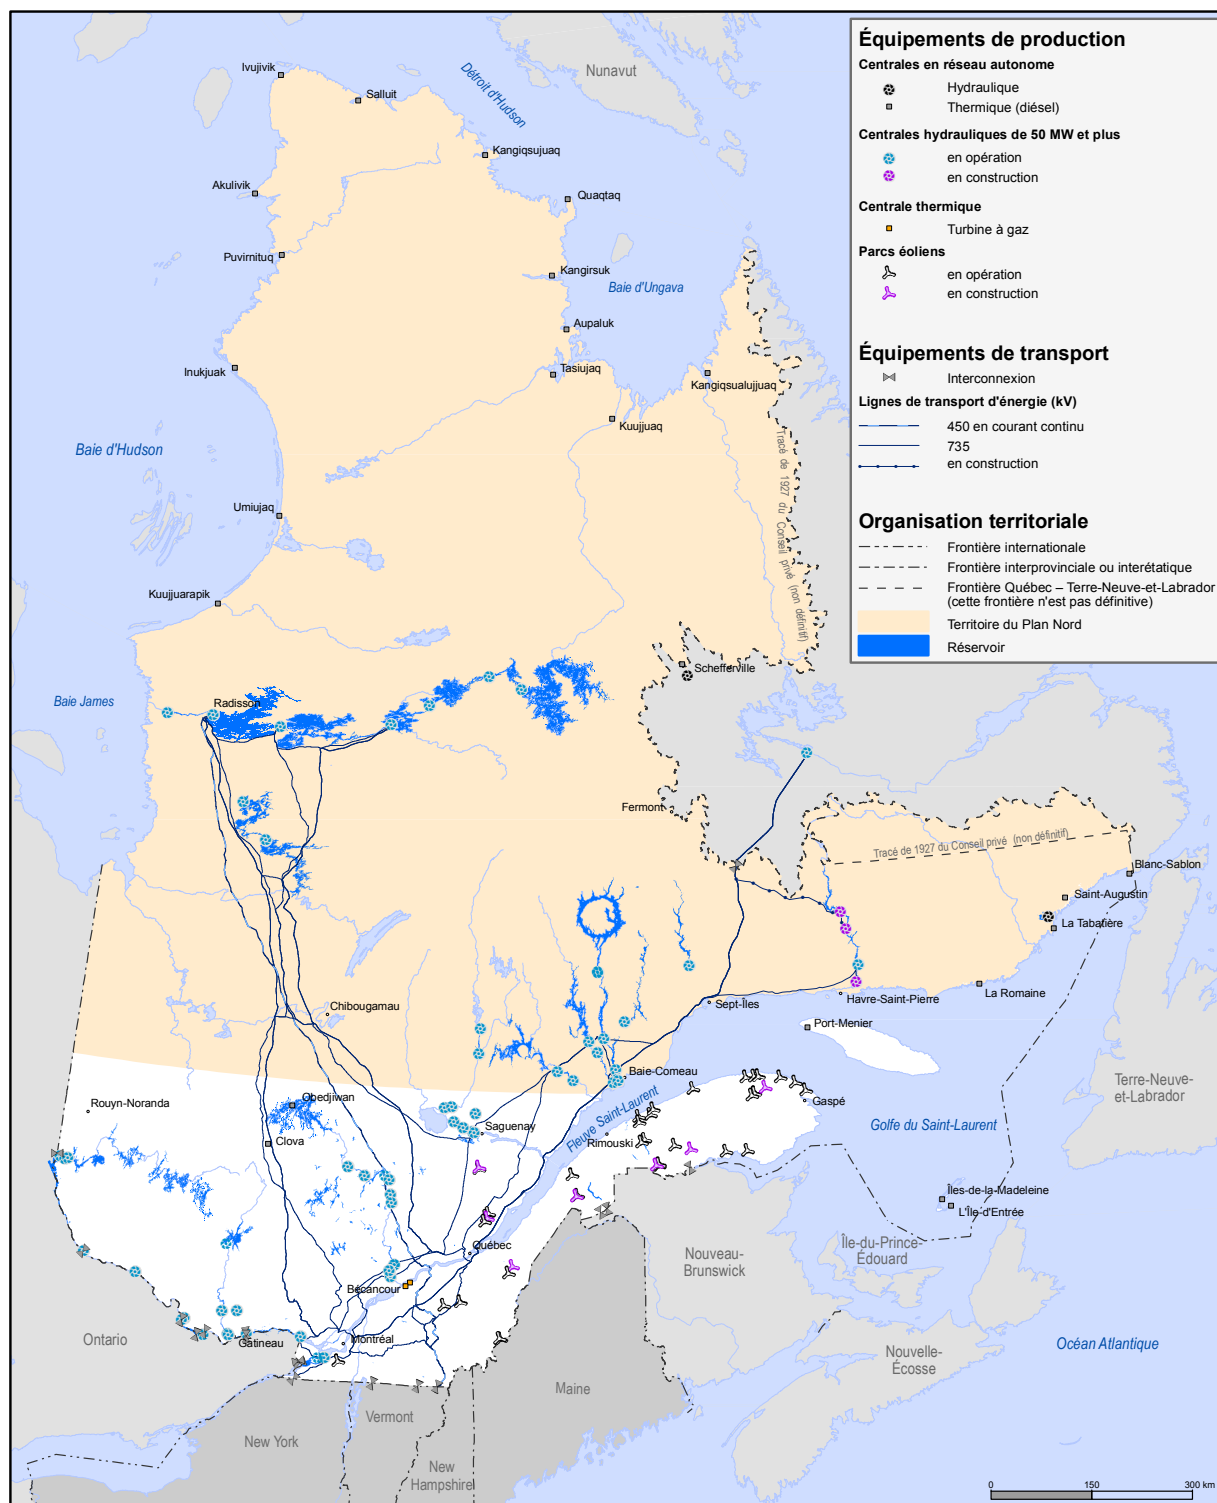 Équipements de production
Centrales en réseau autonome
Hydraulique
Thermique (diésel)
Centrales hydrauliques de 50 MW et plus
en opération
en construction
Centrale thermique
Turbine à gaz
Parcs éoliens
en opération
en construction
Équipements de transport
Interconnexion
Lignes de transport d'énergie (kV)
450 en courant continu
735
en construction
Organisation territoriale
Frontière internationale
Frontière interprovinciale ou interétatique
Frontière Québec – Terre-Neuve-et-Labrador
(cette frontière n'est pas définitive)
Territoire du Plan Nord
Réservoir
Ivujivik
Salluit
Détroit d'Hudson
Nunavut
Kangiqsujuaq
Akulivik
Quaqtaq
Puvirnituq
Kangirsuk
Baie d'Ungava
Aupaluk
Inukjuak
Tasiujaq
Kangiqsualujjuaq
Kuujjuaq
Baie d'Hudson
Tracé de 1927 du Conseil privé (non définitif)
Umiujaq
Kuujjuarapik
Schefferville
Baie James
Radisson
Fermont
Tracé de 1927 du Conseil privé (non définitif)
Blanc-Sablon
Saint-Augustin
La Tabatière
Chibougamau
Sept-Îles
Havre-Saint-Pierre
La Romaine
Port-Menier
Baie-Comeau
Terre-Neuve-
et-Labrador
Rouyn-Noranda
Obedjiwan
Fleuve Saint-Laurent
Gaspé
Golfe du Saint-Laurent
Clova
Saguenay
Rimouski
Îles-de-la-Madeleine
L'Île-d'Entrée
Québec
Nouveau-
Brunswick
Île-du-Prince-
Édouard
Bécancour
Ontario
Gatineau
Montréal
Nouvelle-
Écosse
Océan Atlantique
Maine
Vermont
New York
New
Hampshire
0 150 300 km